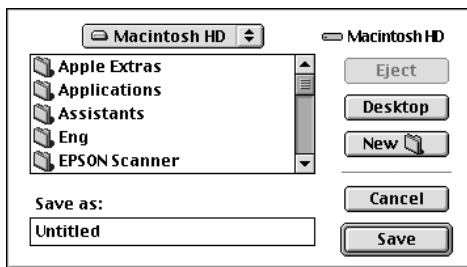 Macintosh HD
Macintosh HD
Apple Extras
Applications
Assistants
Eng
EPSON Scanner
Eject
Desktop
New
Save as:
Untitled
Cancel
Save